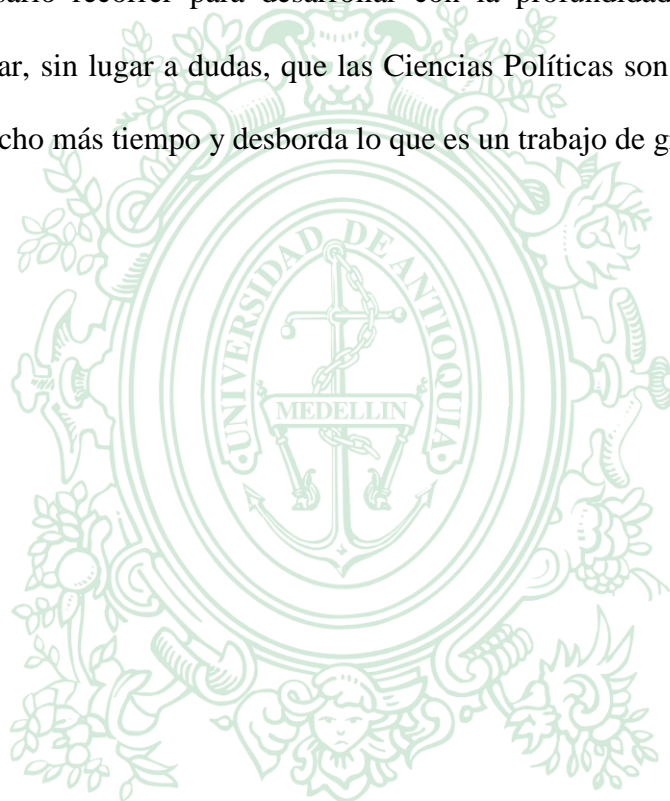 sario recorrer para desarrollar con la profundidad
ar, sin lugar a dudas, que las Ciencias Políticas son
cho más tiempo y desborda lo que es un trabajo de g
UNIVERSIDAD DE ANTIOQUIA
MEDELLIN